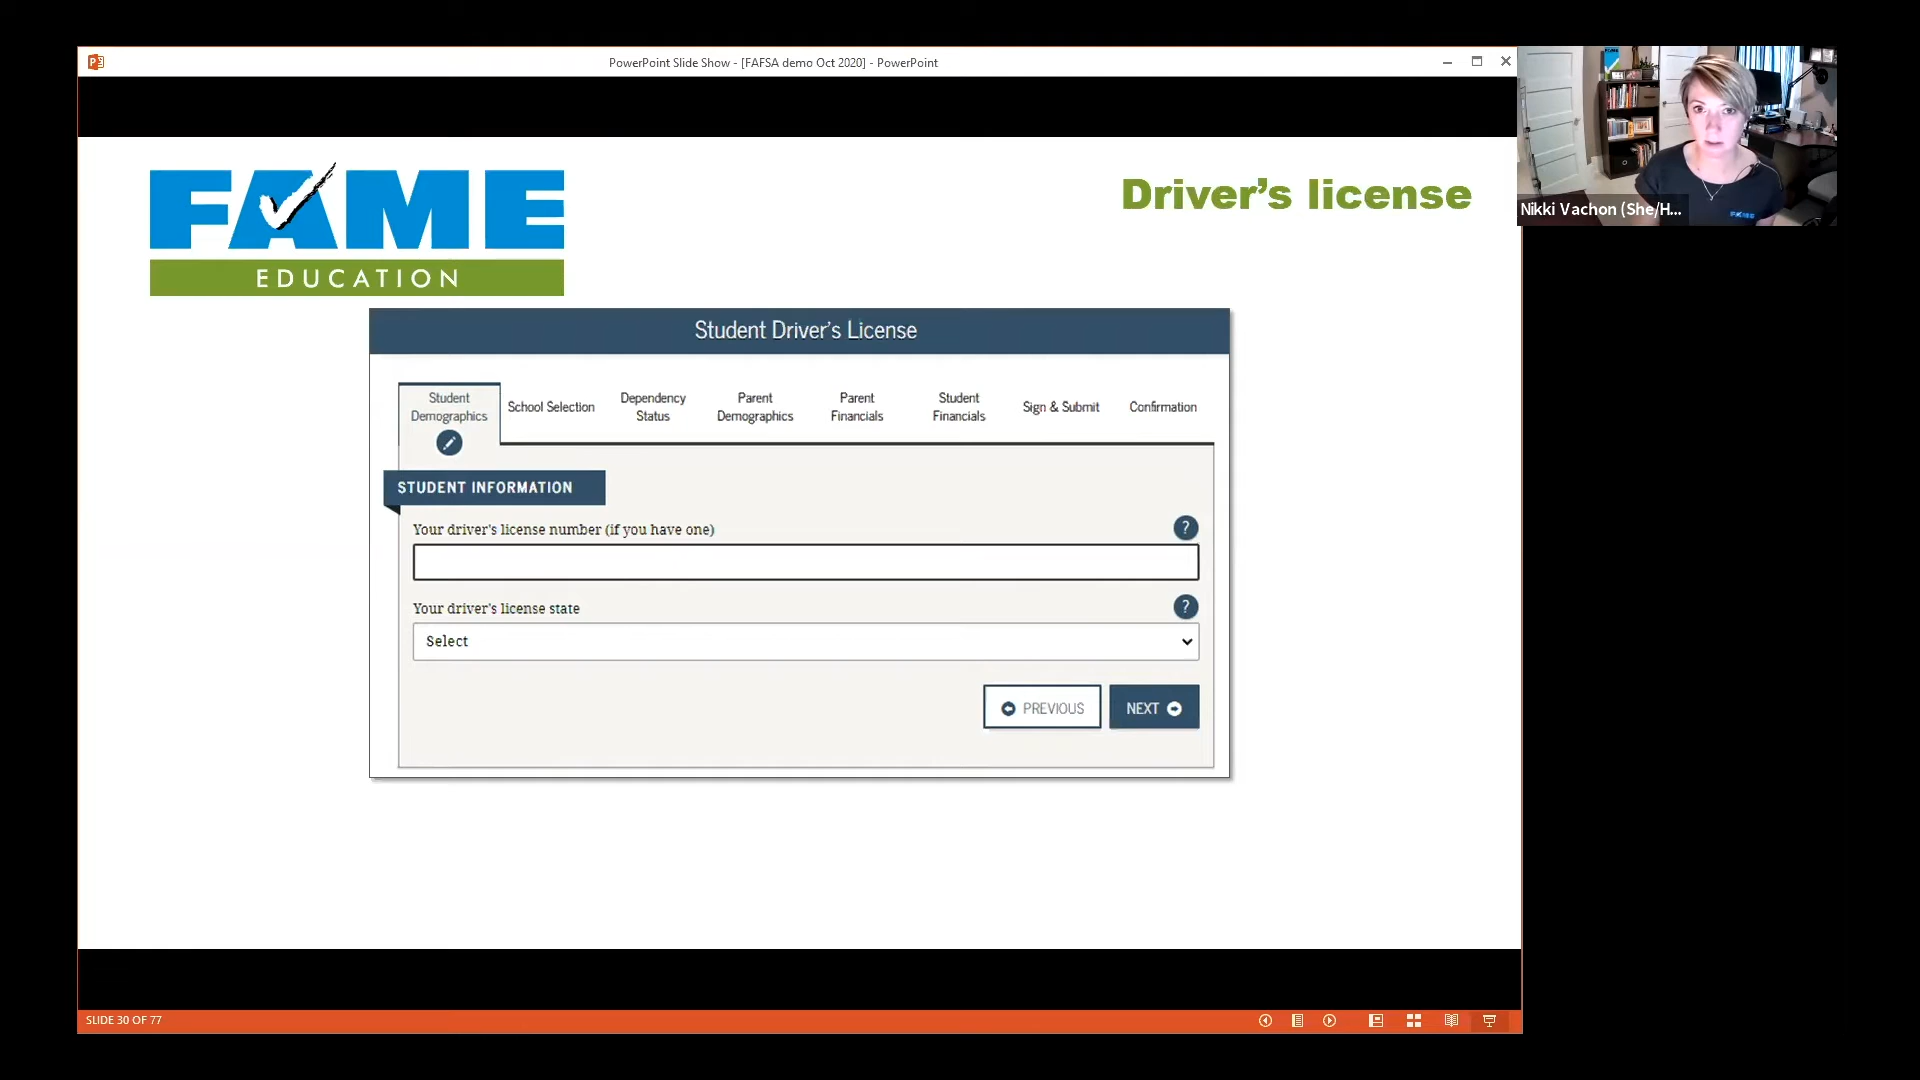 PowerPoint Slide Show - [FAFSA demo Oct 2020] - PowerPoint
FAME
EDUCATION
Driver's license
Nikki Vachon (She/H...
Student Driver's License
Student
Demographics
School Selection
Dependency
Status
Parent
Demographics
Parent
Financials
Student
Financials
Sign & Submit
Confirmation
STUDENT INFORMATION
Your driver's license number (if you have one)
?
Your driver's license state
?
Select
PREVIOUS
NEXT
SLIDE 30 OF 77